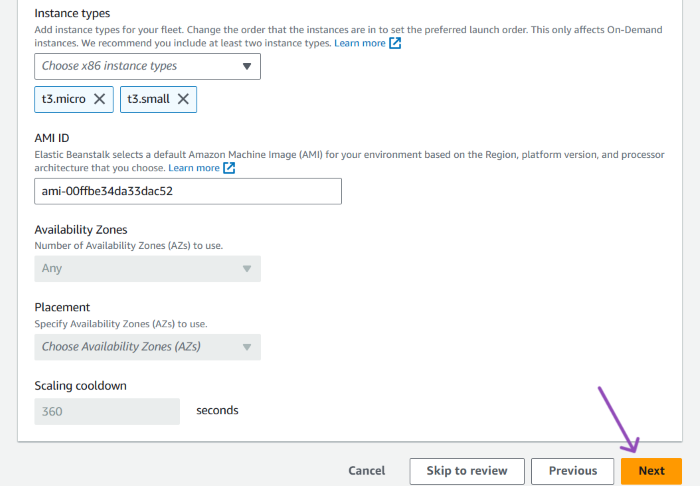 Instance types
Add instance types for your fleet. Change the order that the instances are in to set the preferred launch order. This only affects On-Demand
instances. We recommend you include at least two instance types. Learn more
Choose x86 instance types
t3.micro t3.small
AMI ID
Elastic Beanstalk selects a default Amazon Machine Image (AMI) for your environment based on the Region, platform version, and processor
architecture that you choose. Learn more
ami-00ffbe34da33dac52
Availability Zones
Number of Availability Zones (AZs) to use.
Any
Placement
Specify Availability Zones (AZs) to use.
Choose Availability Zones (AZs)
Scaling cooldown
360 seconds
Cancel Skip to review Previous Next